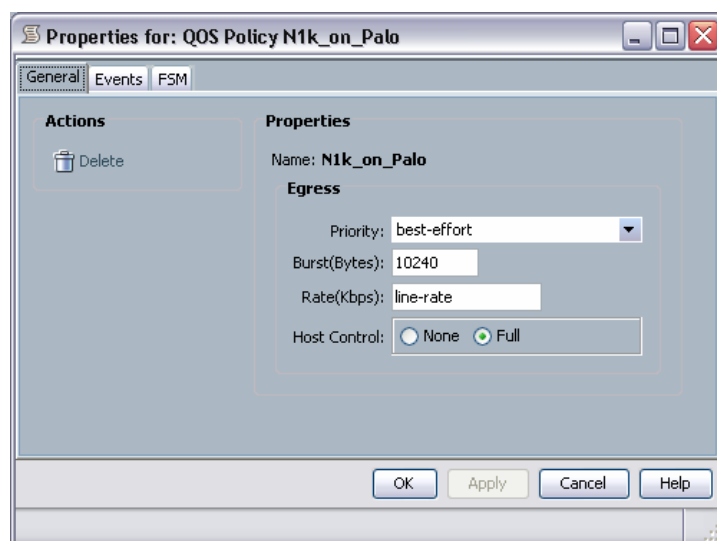 Properties for: QOS Policy N1k_on_Palo
General Events FSM
Actions
Delete
Properties
Name: N1k_on_Palo
Egress
Priority: best-effort
Burst(Bytes): 10240
Rate(Kbps): line-rate
Host Control: None Full
OK Apply Cancel Help